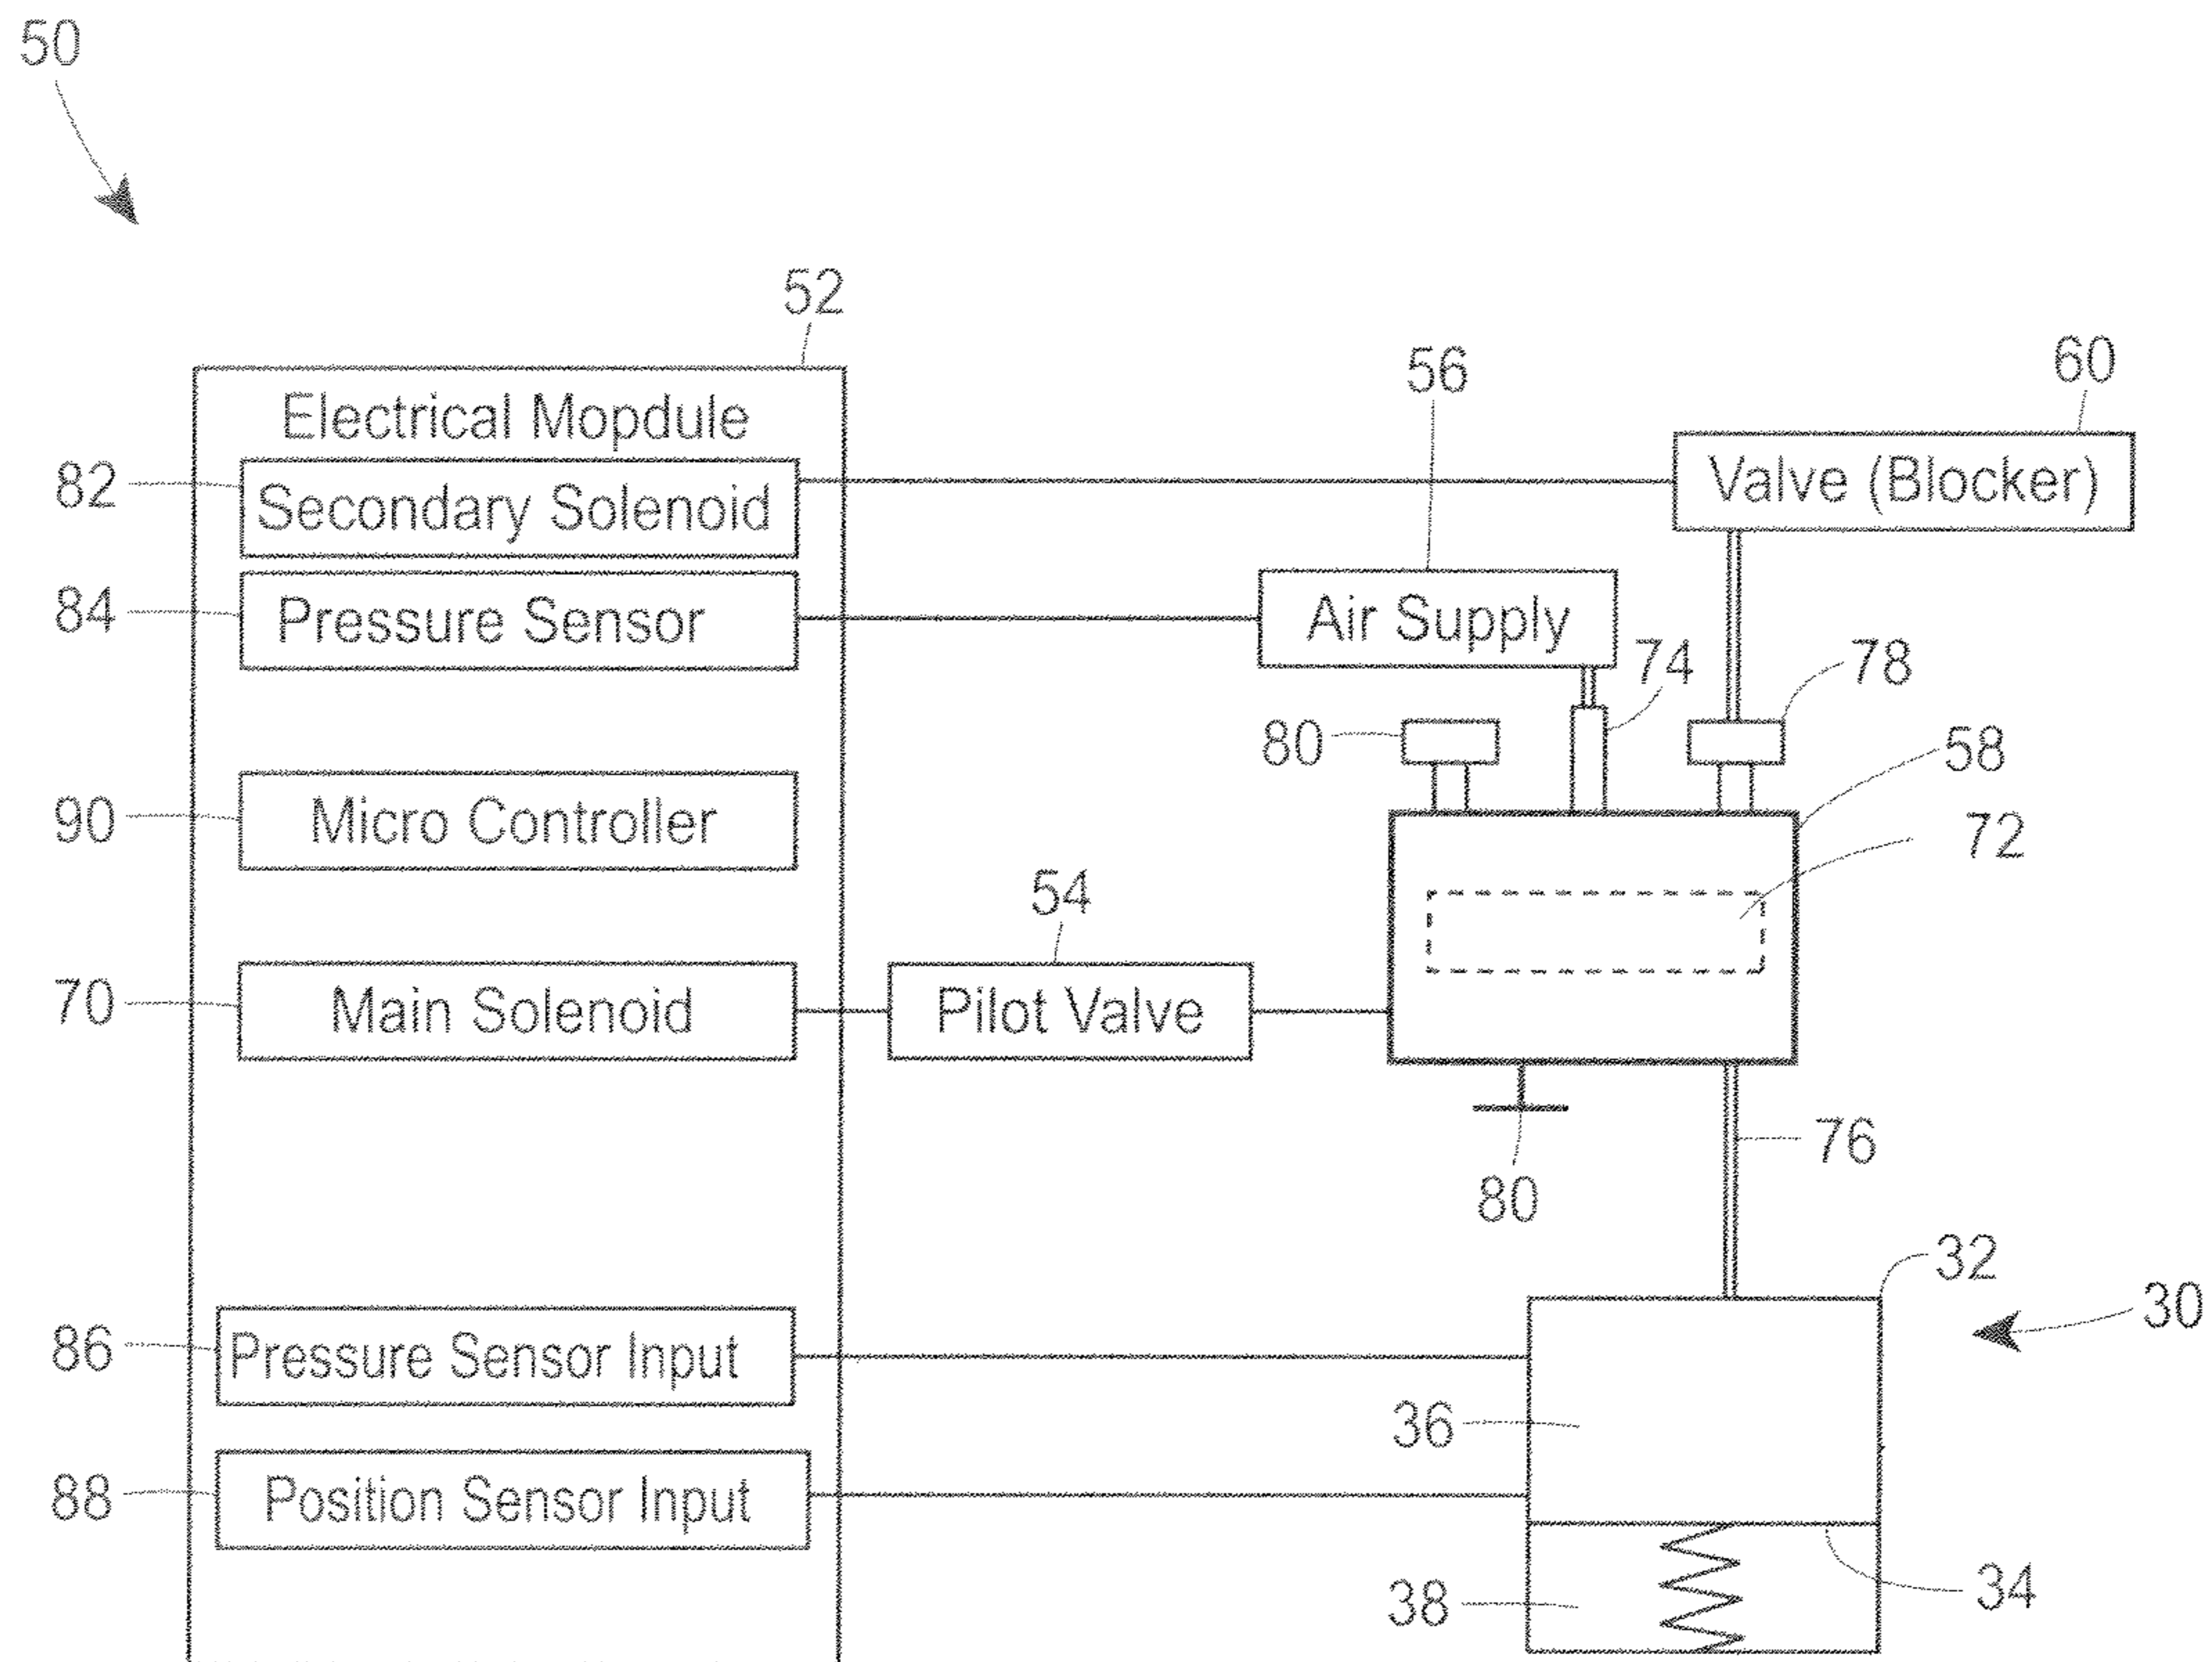 50
52
56
60
Electrical Mopdule
82
Secondary Solenoid
Valve (Blocker)
84
Pressure Sensor
Air Supply
74
78
80
58
72
90
Micro Controller
54
70
Main Solenoid
Pilot Valve
76
80
32
30
86
Pressure Sensor Input
36
88
Position Sensor Input
34
38